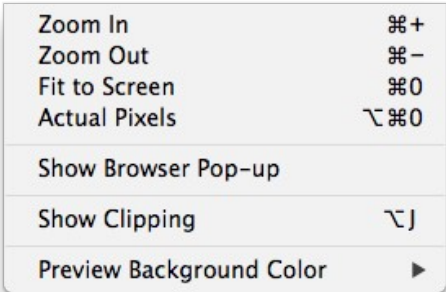 Zoom In ⌘+
Zoom Out ⌘−
Fit to Screen ⌘0
Actual Pixels ⌥⌘0
Show Browser Pop-up
Show Clipping ⌥J
Preview Background Color ▶